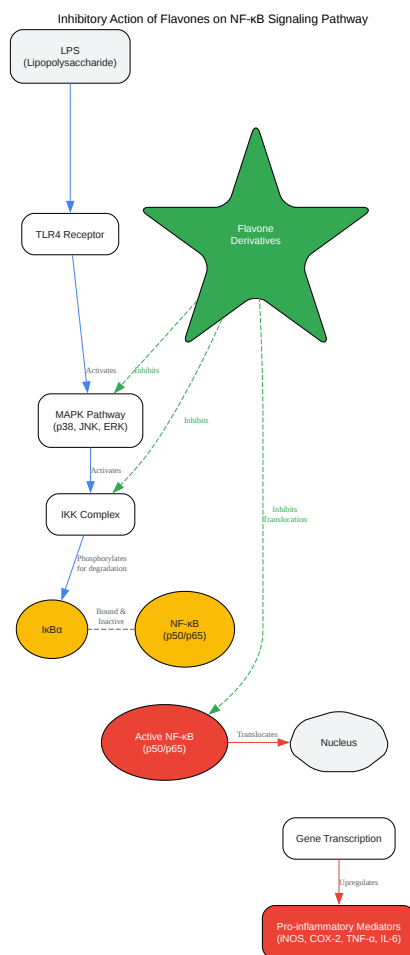 Inhibitory Action of Flavones on NF-κB Signaling Pathway
LPS
(Lipopolysaccharide)
TLR4 Receptor
Flavone
Derivatives
Activates
Inhibits
MAPK Pathway
(p38, JNK, ERK)
Inhibits
Activates
IKK Complex
Inhibits
Translocation
Phosphorylates
for degradation
IκBα
Bound &
Inactive
NF-κB
(p50/p65)
Active NF-κB
(p50/p65)
Translocates
Nucleus
Gene Transcription
Upregulates
Pro-inflammatory Mediators
(iNOS, COX-2, TNF-α, IL-6)